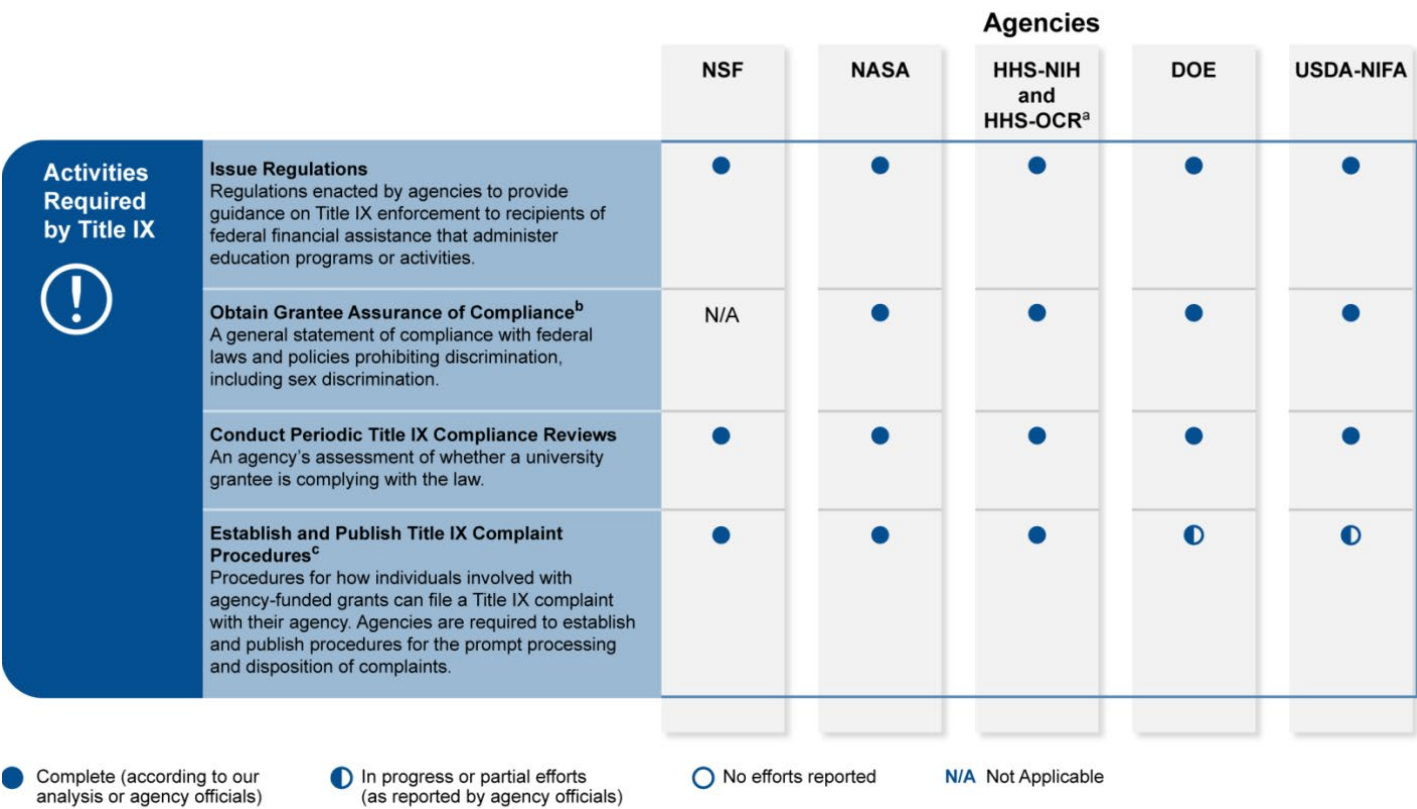 Agencies
NSF
NASA
HHS-NIH
and
HHS-OCRa
DOE
USDA-NIFA
Activities
Required
by Title IX
!
Issue Regulations
Regulations enacted by agencies to provide
guidance on Title IX enforcement to recipients of
federal financial assistance that administer
education programs or activities.
Obtain Grantee Assurance of Complianceb
A general statement of compliance with federal
laws and policies prohibiting discrimination,
including sex discrimination.
N/A
Conduct Periodic Title IX Compliance Reviews
An agency’s assessment of whether a university
grantee is complying with the law.
Establish and Publish Title IX Complaint
Proceduresc
Procedures for how individuals involved with
agency-funded grants can file a Title IX complaint
with their agency. Agencies are required to establish
and publish procedures for the prompt processing
and disposition of complaints.
Complete (according to our
analysis or agency officials)
In progress or partial efforts
(as reported by agency officials)
No efforts reported
N/A Not Applicable